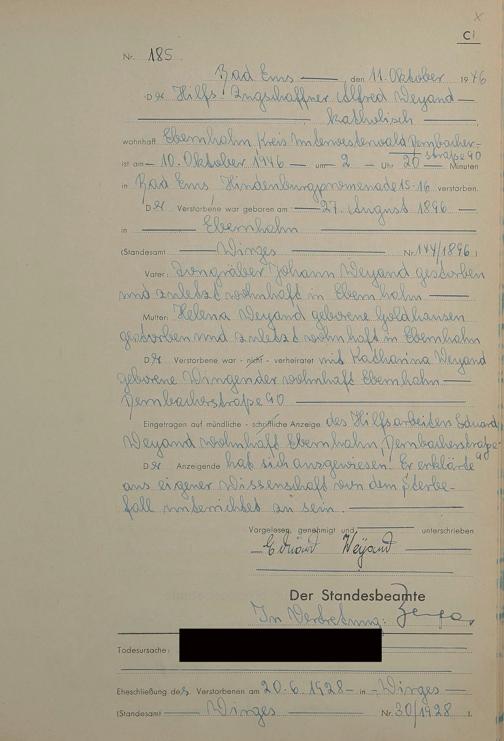 C1
Nr. 185
Bad Ems, den 11. Oktober 1946
Der Hilfs-Zugschaffner Alfred Weyand
katholisch
wohnhaft Ebernhahn Kreis Unterwesterwald Dernbacher-
straße 90
ist am 10. Oktober 1946 um 2 Uhr 20 Minuten
in Bad Ems Hindenburgpromenade 15-16 verstorben.
Der Verstorbene war geboren am 27. August 1896
in Ebernhahn
(Standesamt Wirges Nr. 144/1896)
Vater: Johann Weyand gestorben
und zuletzt wohnhaft in Ebernhahn
Mutter: Helena Weyand geborene Goldhausen
gestorben und zuletzt wohnhaft in Ebernhahn
Der Verstorbene war - nicht - verheiratet mit Katharina Weyand
geborene Wingender wohnhaft Ebernhahn
Dernbacherstraße 90
Eingetragen auf mündliche - schriftliche Anzeige des Hilfsarbeiters Eduard
Weyand wohnhaft Ebernhahn, Dernbacherstraße
90
Der Anzeigende hat sich ausgewiesen. Er erklärte
aus eigener Wissenschaft von dem Sterbe-
fall unterrichtet zu sein.
Vorgelesen, genehmigt und unterschrieben
Eduard Weyand
Der Standesbeamte
In Vertretung:
Todesursache:
Eheschließung des Verstorbenen am 20.6.1928 in Wirges
(Standesamt Wirges Nr. 30/1928).